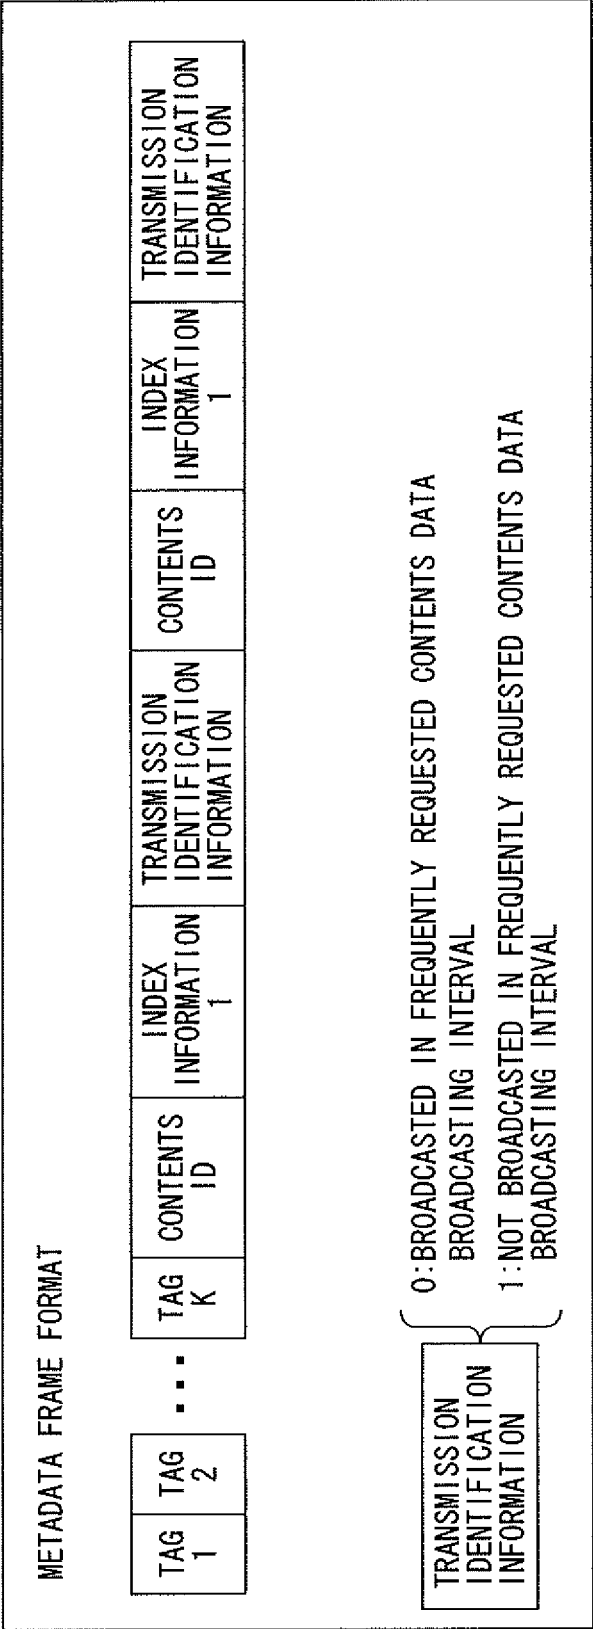 METADATA FRAME FORMAT
TAG
1
TAG
2
...
TAG
K
CONTENTS
ID
INDEX
INFORMATION
1
TRANSMISSION
IDENTIFICATION
INFORMATION
CONTENTS
ID
INDEX
INFORMATION
1
TRANSMISSION
IDENTIFICATION
INFORMATION
TRANSMISSION
IDENTIFICATION
INFORMATION
0:BROADCASTED IN FREQUENTLY REQUESTED CONTENTS DATA
BROADCASTING INTERVAL
1:NOT BROADCASTED IN FREQUENTLY REQUESTED CONTENTS DATA
BROADCASTING INTERVAL